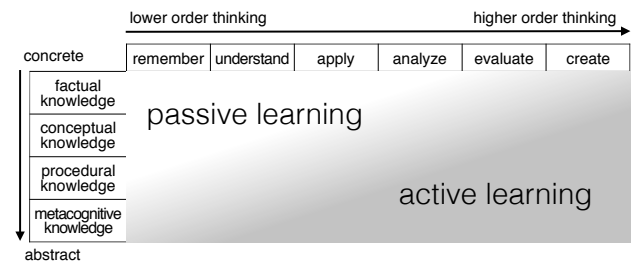 lower order thinking higher order thinking
concrete remember understand apply analyze evaluate create
factual
knowledge
conceptual
knowledge
procedural
knowledge
metacognitive
knowledge
passive learning
active learning
abstract